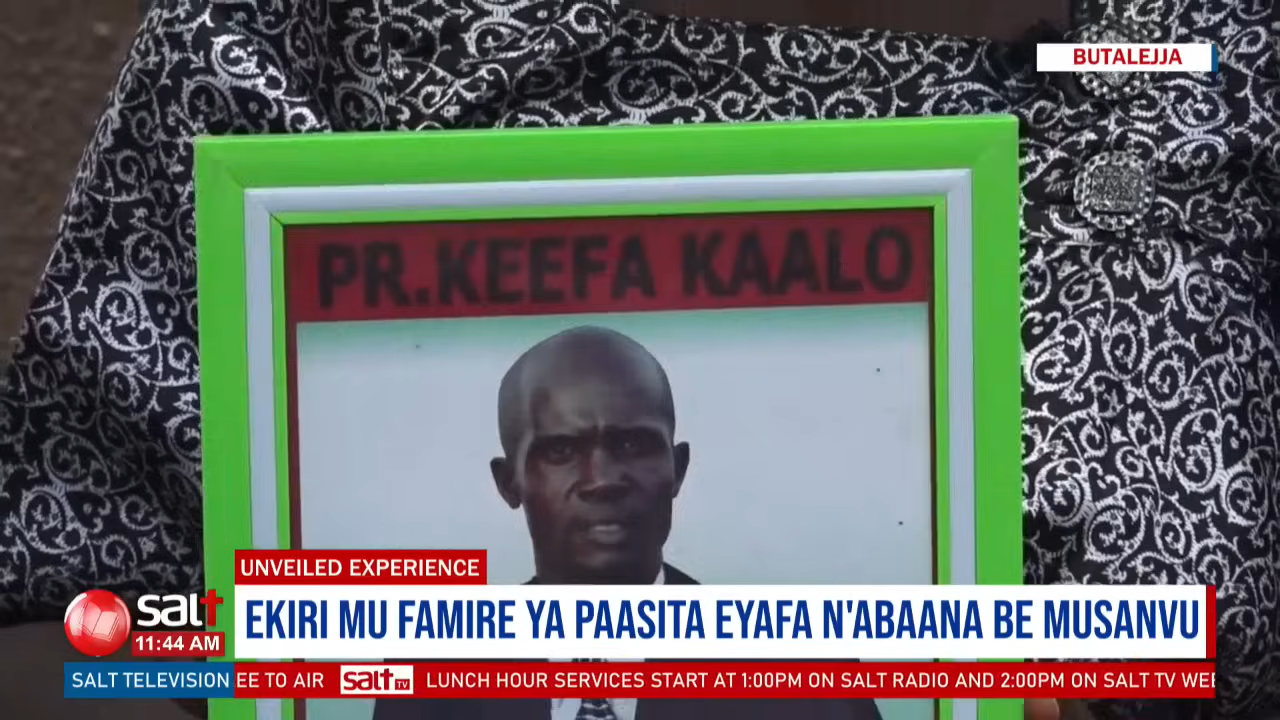 BUTALEJJA
PR.KEEFA KAALO
UNVEILED EXPERIENCE
salt
11:44 AM
EKIRI MU FAMIRE YA PAASITA EYAFA N'ABAANA BE MUSANVU
SALT TELEVISION EE TO AIR salt TV LUNCH HOUR SERVICES START AT 1:00PM ON SALT RADIO AND 2:00PM ON SALT TV